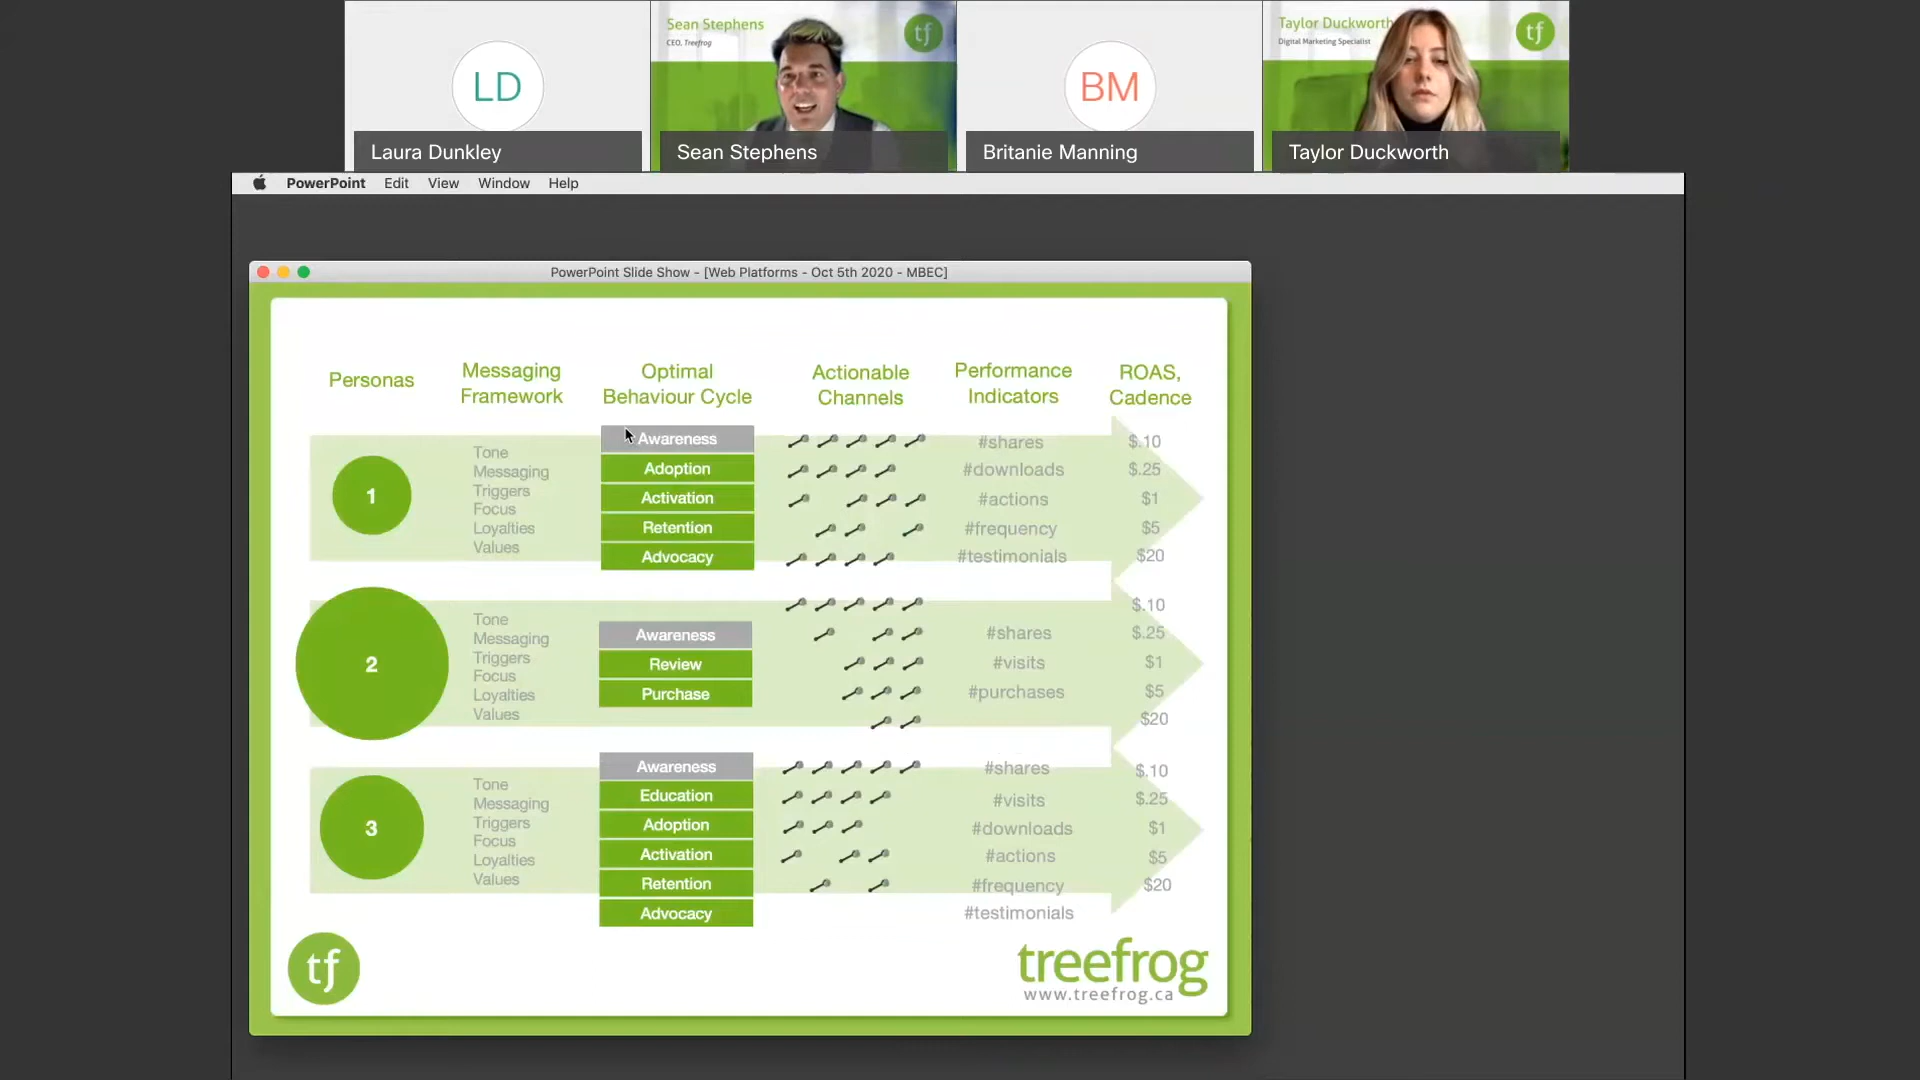 LD
Laura Dunkley
Sean Stephens
CEO, Treefrog
tf
Sean Stephens
BM
Britanie Manning
Taylor Duckworth
Digital Marketing Specialist
tf
Taylor Duckworth
PowerPoint Edit View Window Help
PowerPoint Slide Show - [Web Platforms - Oct 5th 2020 - MBEC]
Personas
Messaging
Framework
Optimal
Behaviour Cycle
Actionable
Channels
Performance
Indicators
ROAS,
Cadence
1
Tone
Messaging
Triggers
Focus
Loyalties
Values
Awareness
Adoption
Activation
Retention
Advocacy
#shares
#downloads
#actions
#frequency
#testimonials
$.10
$.25
$1
$5
$20
2
Tone
Messaging
Triggers
Focus
Loyalties
Values
Awareness
Review
Purchase
#shares
#visits
#purchases
$.10
$.25
$1
$5
$20
3
Tone
Messaging
Triggers
Focus
Loyalties
Values
Awareness
Education
Adoption
Activation
Retention
Advocacy
#shares
#visits
#downloads
#actions
#frequency
#testimonials
$.10
$.25
$1
$5
$20
tf
treefrog
www.treefrog.ca